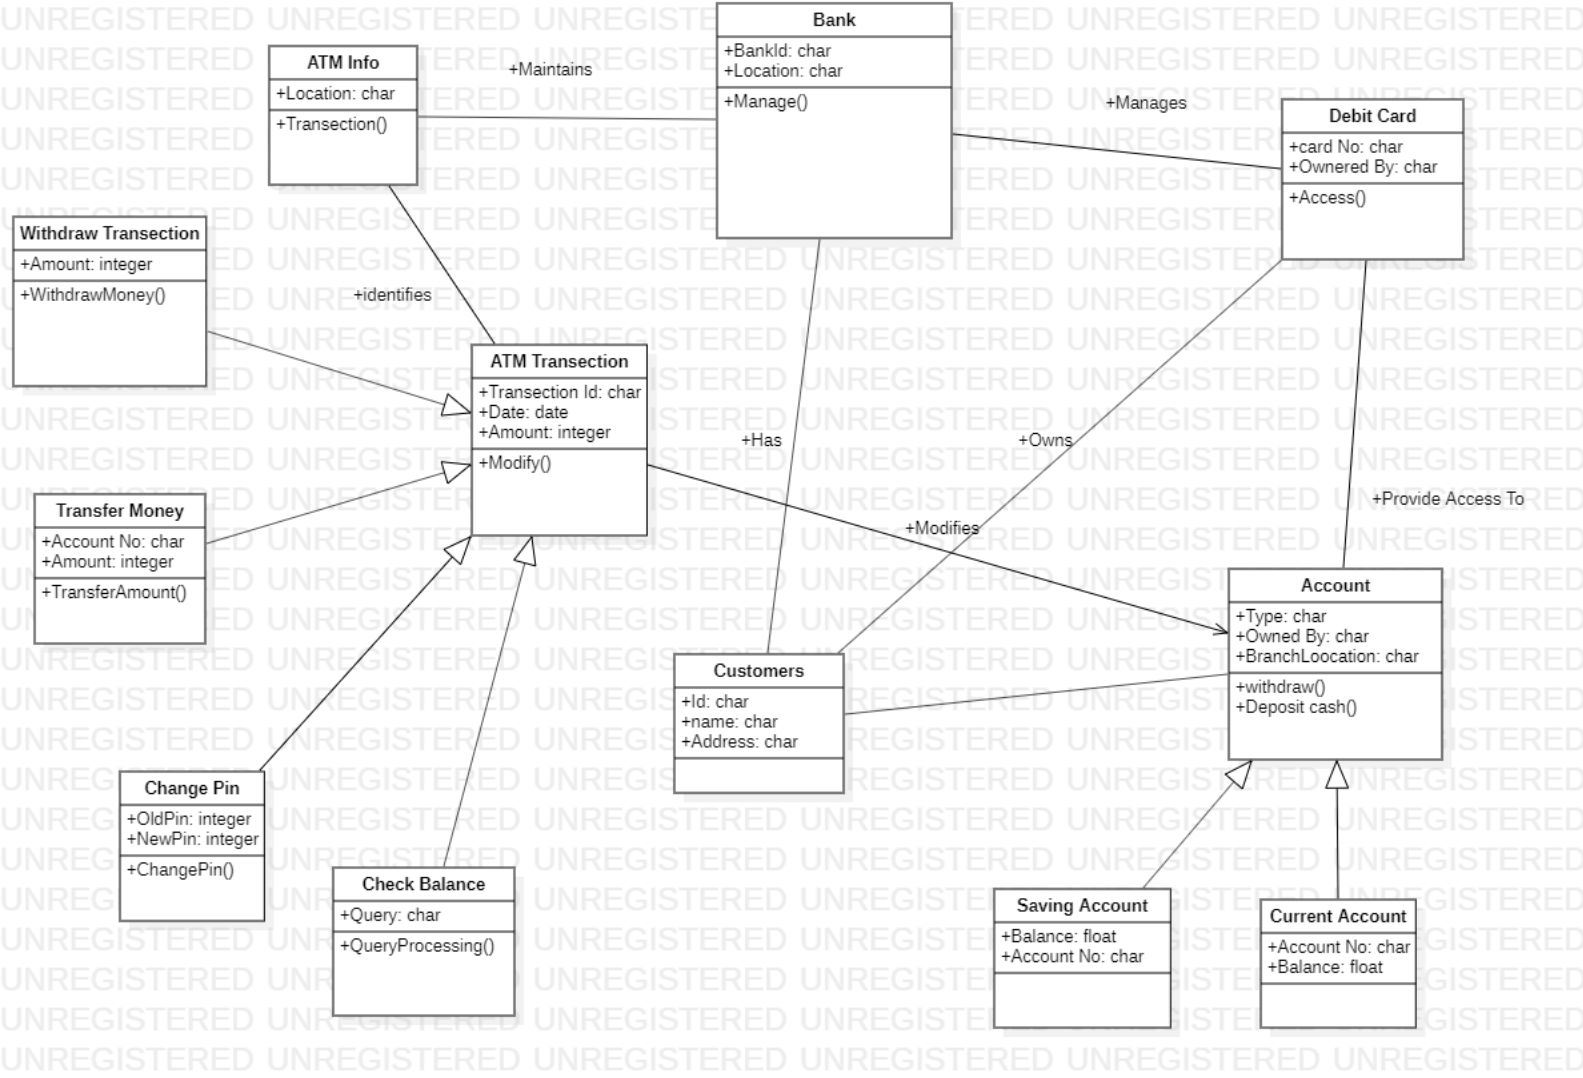 Bank
+BankId: char
+Location: char
+Manage()
ATM Info
+Location: char
+Transection()
+Maintains
+Manages
Debit Card
+card No: char
+Ownered By: char
+Access()
Withdraw Transection
+Amount: integer
+WithdrawMoney()
+identifies
ATM Transection
+Transection Id: char
+Date: date
+Amount: integer
+Modify()
+Has
+Owns
+Provide Access To
+Modifies
Transfer Money
+Account No: char
+Amount: integer
+TransferAmount()
Account
+Type: char
+Owned By: char
+BranchLoocation: char
+withdraw()
+Deposit cash()
Customers
+Id: char
+name: char
+Address: char
Change Pin
+OldPin: integer
+NewPin: integer
+ChangePin()
Check Balance
+Query: char
+QueryProcessing()
Saving Account
+Balance: float
+Account No: char
Current Account
+Account No: char
+Balance: float
UNREGISTERED